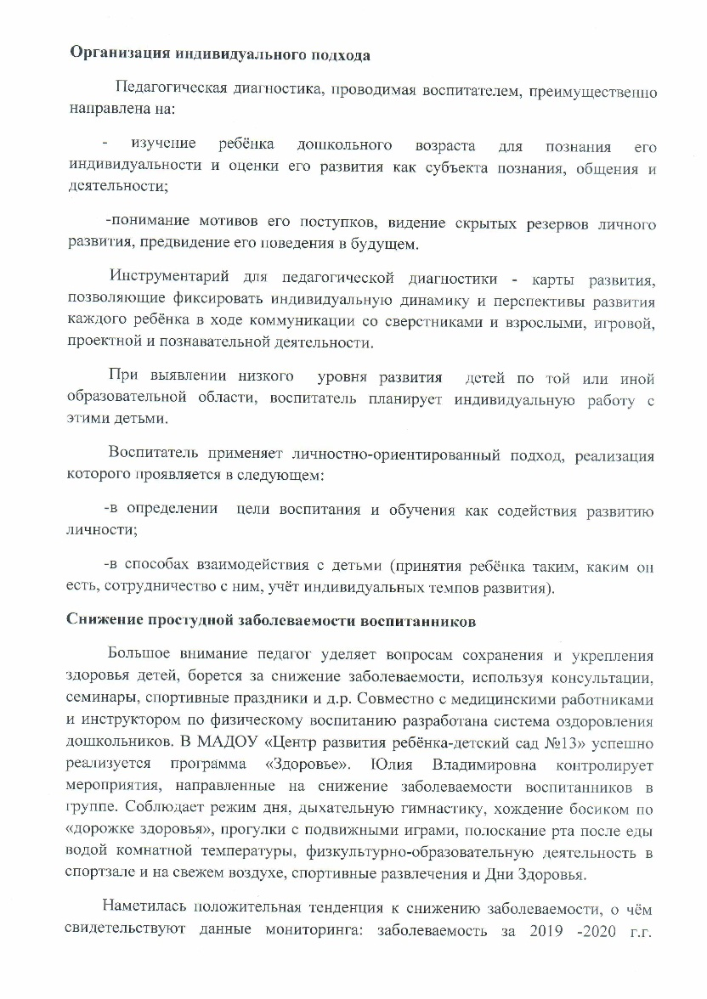 Организация индивидуального подхода
Педагогическая диагностика, проводимая воспитателем, преимущественно
направлена на:
- изучение ребёнка дошкольного возраста для познания его
индивидуальности и оценки его развития как субъекта познания, общения и
деятельности;
-понимание мотивов его поступков, видение скрытых резервов личного
развития, предвидение его поведения в будущем.
Инструментарий для педагогической диагностики - карты развития,
позволяющие фиксировать индивидуальную динамику и перспективы развития
каждого ребёнка в ходе коммуникации со сверстниками и взрослыми, игровой,
проектной и познавательной деятельности.
При выявлении низкого уровня развития детей по той или иной
образовательной области, воспитатель планирует индивидуальную работу с
этими детьми.
Воспитатель применяет личностно-ориентированный подход, реализация
которого проявляется в следующем:
-в определении цели воспитания и обучения как содействия развитию
личности;
-в способах взаимодействия с детьми (принятия ребёнка таким, каким он
есть, сотрудничество с ним, учёт индивидуальных темпов развития).
Снижение простудной заболеваемости воспитанников
Большое внимание педагог уделяет вопросам сохранения и укрепления
здоровья детей, борется за снижение заболеваемости, используя консультации,
семинары, спортивные праздники и д.р. Совместно с медицинскими работниками
и инструктором по физическому воспитанию разработана система оздоровления
дошкольников. В МАДОУ «Центр развития ребёнка-детский сад №13» успешно
реализуется программа «Здоровье». Юлия Владимировна контролирует
мероприятия, направленные на снижение заболеваемости воспитанников в
группе. Соблюдает режим дня, дыхательную гимнастику, хождение босиком по
«дорожке здоровья», прогулки с подвижными играми, полоскание рта после еды
водой комнатной температуры, физкультурно-образовательную деятельность в
спортзале и на свежем воздухе, спортивные развлечения и Дни Здоровья.
Наметилась положительная тенденция к снижению заболеваемости, о чём
свидетельствуют данные мониторинга: заболеваемость за 2019 -2020 г.г.